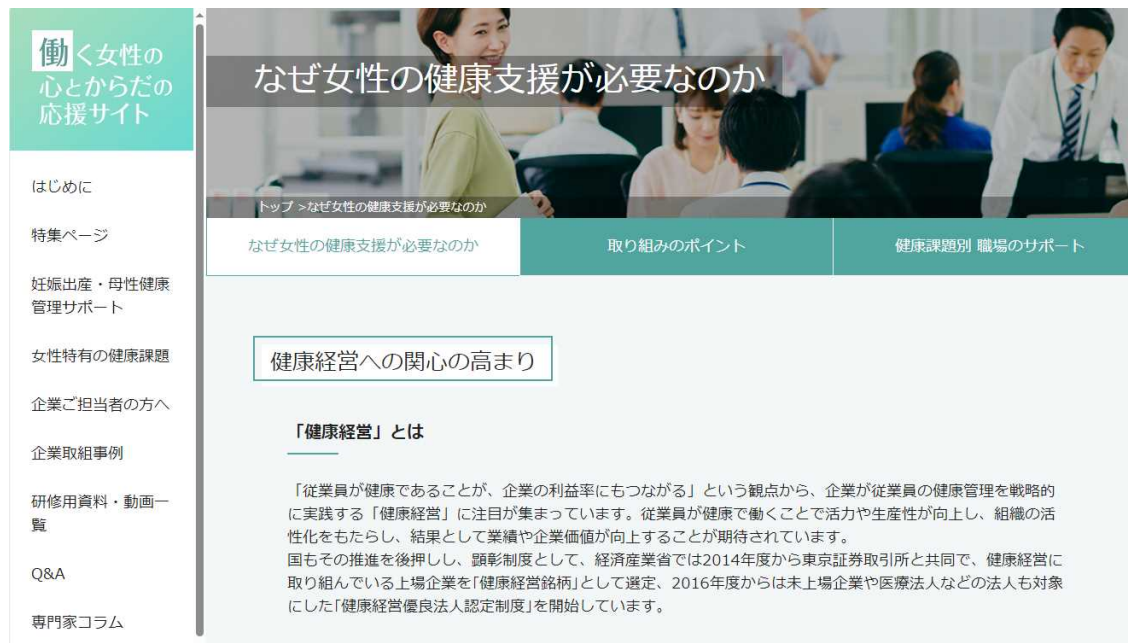 働く女性の
心とからだの
応援サイト
はじめに
特集ページ
妊娠出産・母性健康
管理サポート
女性特有の健康課題
企業ご担当者の方へ
企業取組事例
研修用資料・動画一
覧
Q&A
専門家コラム
なぜ女性の健康支援が必要なのか
トップ >なぜ女性の健康支援が必要なのか
なぜ女性の健康支援が必要なのか
取り組みのポイント
健康課題別 職場のサポート
健康経営への関心の高まり
「健康経営」とは
「従業員が健康であることが、企業の利益率にもつながる」という観点から、企業が従業員の健康管理を戦略的
に実践する「健康経営」に注目が集まっています。従業員が健康で働くことで活力や生産性が向上し、組織の活
性化をもたらし、結果として業績や企業価値が向上することが期待されています。
国もその推進を後押しし、顕彰制度として、経済産業省では2014年度から東京証券取引所と共同で、健康経営に
取り組んでいる上場企業を「健康経営銘柄」として選定、2016年度からは未上場企業や医療法人などの法人も対象
にした「健康経営優良法人認定制度」を開始しています。